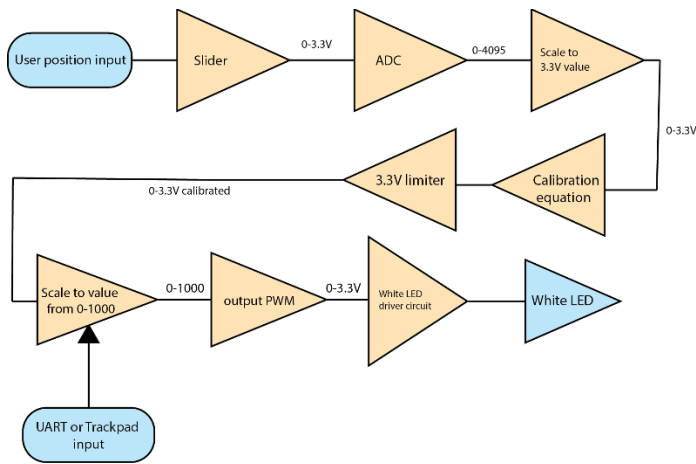 User position input
Slider
0-3.3V
ADC
0-4095
Scale to
3.3V value
0-3.3V
Calibration
equation
3.3V limiter
0-3.3V calibrated
Scale to value
from 0-1000
0-1000
output PWM
0-3.3V
White LED
driver circuit
White LED
UART or Trackpad
input